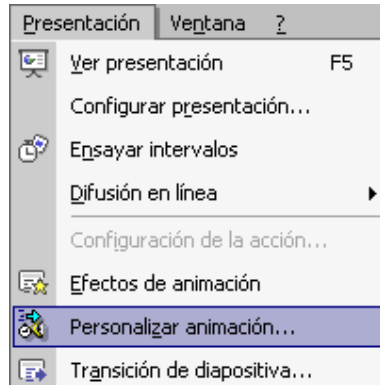 Presentación Ventana ?
Ver presentación F5
Configurar presentación...
Ensayar intervalos
Difusión en línea
Configuración de la acción...
Efectos de animación
Personalizar animación...
Transición de diapositiva...